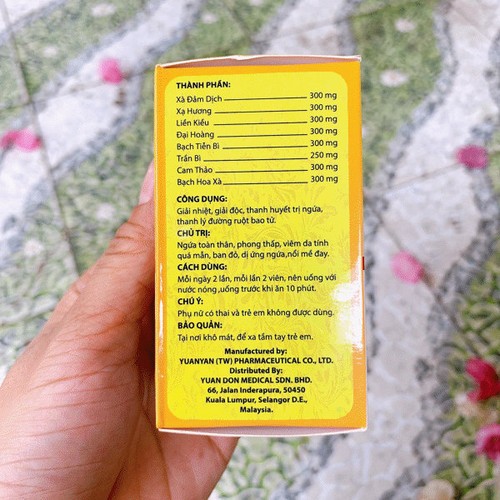 THÀNH PHẦN:
Xà Đảm Dịch 300 mg
Xạ Hương 300 mg
Liên Kiều 300 mg
Đại Hoàng 300 mg
Bạch Tiễn Bì 300 mg
Trần Bì 250 mg
Cam Thảo 300 mg
Bạch Hoa Xà 300 mg
CÔNG DỤNG:
Giải nhiệt, giải độc, thanh huyết trị ngứa,
thanh lý đường ruột bao tử.
CHỦ TRỊ:
Ngứa toàn thân, phong thấp, viêm da tính
quá mẫn, ban đỏ, dị ứng ngứa,nổi mề đay.
CÁCH DÙNG:
Mỗi ngày 2 lần, mỗi lần 2 viên, nên uống với
nước nóng ,uống trước khi ăn 10 phút.
CHÚ Ý:
Phụ nữ có thai và trẻ em không được dùng.
BẢO QUẢN:
Tại nơi khô mát, để xa tầm tay trẻ em.
Manufactured by:
YUANYAN (TW) PHARMACEUTICAL CO., LTD.
Distributed By:
YUAN DON MEDICAL SDN. BHD.
66, Jalan Inderapura, 50450
Kuala Lumpur, Selangor D.E.,
Malaysia.